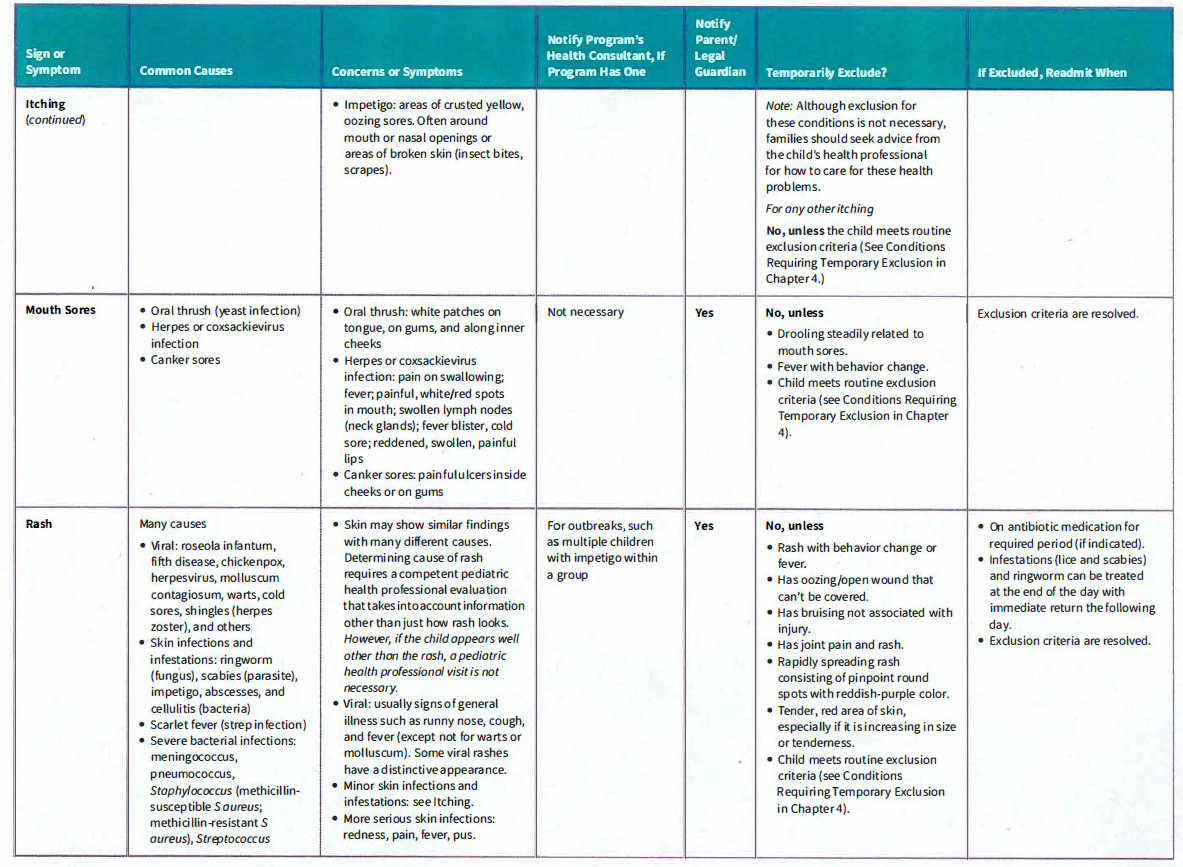 Sign or
Symptom
Common Causes
Concerns or Symptoms
Notify Program's
Health Consultant, If
Program Has One
Notify
Parent/
Legal
Guardian
Temporarily Exclude?
If Excluded, Readmit When
Itching
(continued)
• Impetigo: areas of crusted yellow,
oozing sores. Often around
mouth or nasal openings or
areas of broken skin (insect bites,
scrapes).
Note: Although exclusion for
these conditions is not necessary,
families should seek advice from
the child's health professional
for how to care for these health
problems.
For any other itching
No, unless the child meets routine
exclusion criteria (See Conditions
Requiring Temporary Exclusion in
Chapter 4.)
Mouth Sores
• Oral thrush (yeast infection)
• Herpes or coxsackievirus
infection
• Canker sores
• Oral thrush: white patches on
tongue, on gums, and along inner
cheeks
• Herpes or coxsackievirus
infection: pain on swallowing;
fever; painful, white/red spots
in mouth; swollen lymph nodes
(neck glands); fever blister, cold
sore; reddened, swollen, painful
lips
• Canker sores: painful ulcers inside
cheeks or on gums
Not necessary
Yes
No, unless
• Drooling steadily related to
mouth sores.
• Fever with behavior change.
• Child meets routine exclusion
criteria (see Conditions Requiring
Temporary Exclusion in Chapter
4).
Exclusion criteria are resolved.
Rash
Many causes
• Viral: roseola infantum,
fifth disease, chickenpox,
herpesvirus, molluscum
contagiosum, warts, cold
sores, shingles (herpes
zoster), and others
• Skin infections and
infestations: ringworm
(fungus), scabies (parasite),
impetigo, abscesses, and
cellulitis (bacteria)
• Scarlet fever (strep infection)
• Severe bacterial infections:
meningococcus,
pneumococcus,
Staphylococcus (methicillin-
susceptible S aureus;
methicillin-resistant S
aureus), Streptococcus
• Skin may show similar findings
with many different causes.
Determining cause of rash
requires a competent pediatric
health professional evaluation
that takes into account information
other than just how rash looks.
However, if the child appears well
other than the rash, a pediatric
health professional visit is not
necessary.
• Viral: usually signs of general
illness such as runny nose, cough,
and fever (except not for warts or
molluscum). Some viral rashes
have a distinctive appearance.
• Minor skin infections and
infestations: see Itching.
• More serious skin infections:
redness, pain, fever, pus.
For outbreaks, such
as multiple children
with impetigo within
a group
Yes
No, unless
• Rash with behavior change or
fever.
• Has oozing/open wound that
can't be covered.
• Has bruising not associated with
injury.
• Has joint pain and rash.
• Rapidly spreading rash
consisting of pinpoint round
spots with reddish-purple color.
• Tender, red area of skin,
especially if it is increasing in size
or tenderness.
• Child meets routine exclusion
criteria (see Conditions
Requiring Temporary Exclusion
in Chapter 4).
• On antibiotic medication for
required period (if indicated).
• Infestations (lice and scabies)
and ringworm can be treated
at the end of the day with
immediate return the following
day.
• Exclusion criteria are resolved.